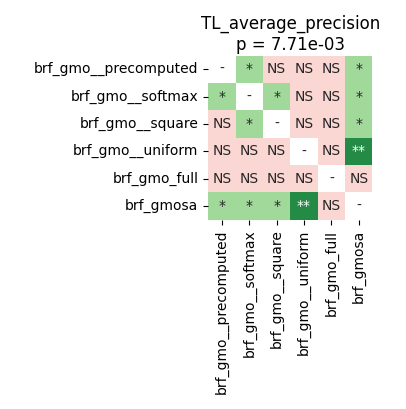 TL_average_precision
p = 7.71e-03
brf_gmo__precomputed - * NS NS NS *
brf_gmo__softmax * - * NS NS *
brf_gmo__square NS * - NS NS *
brf_gmo__uniform NS NS NS - NS **
brf_gmo_full NS NS NS NS - NS
brf_gmosa * * * ** NS -
brf_gmo__precomputed
brf_gmo__softmax
brf_gmo__square
brf_gmo__uniform
brf_gmo_full
brf_gmosa